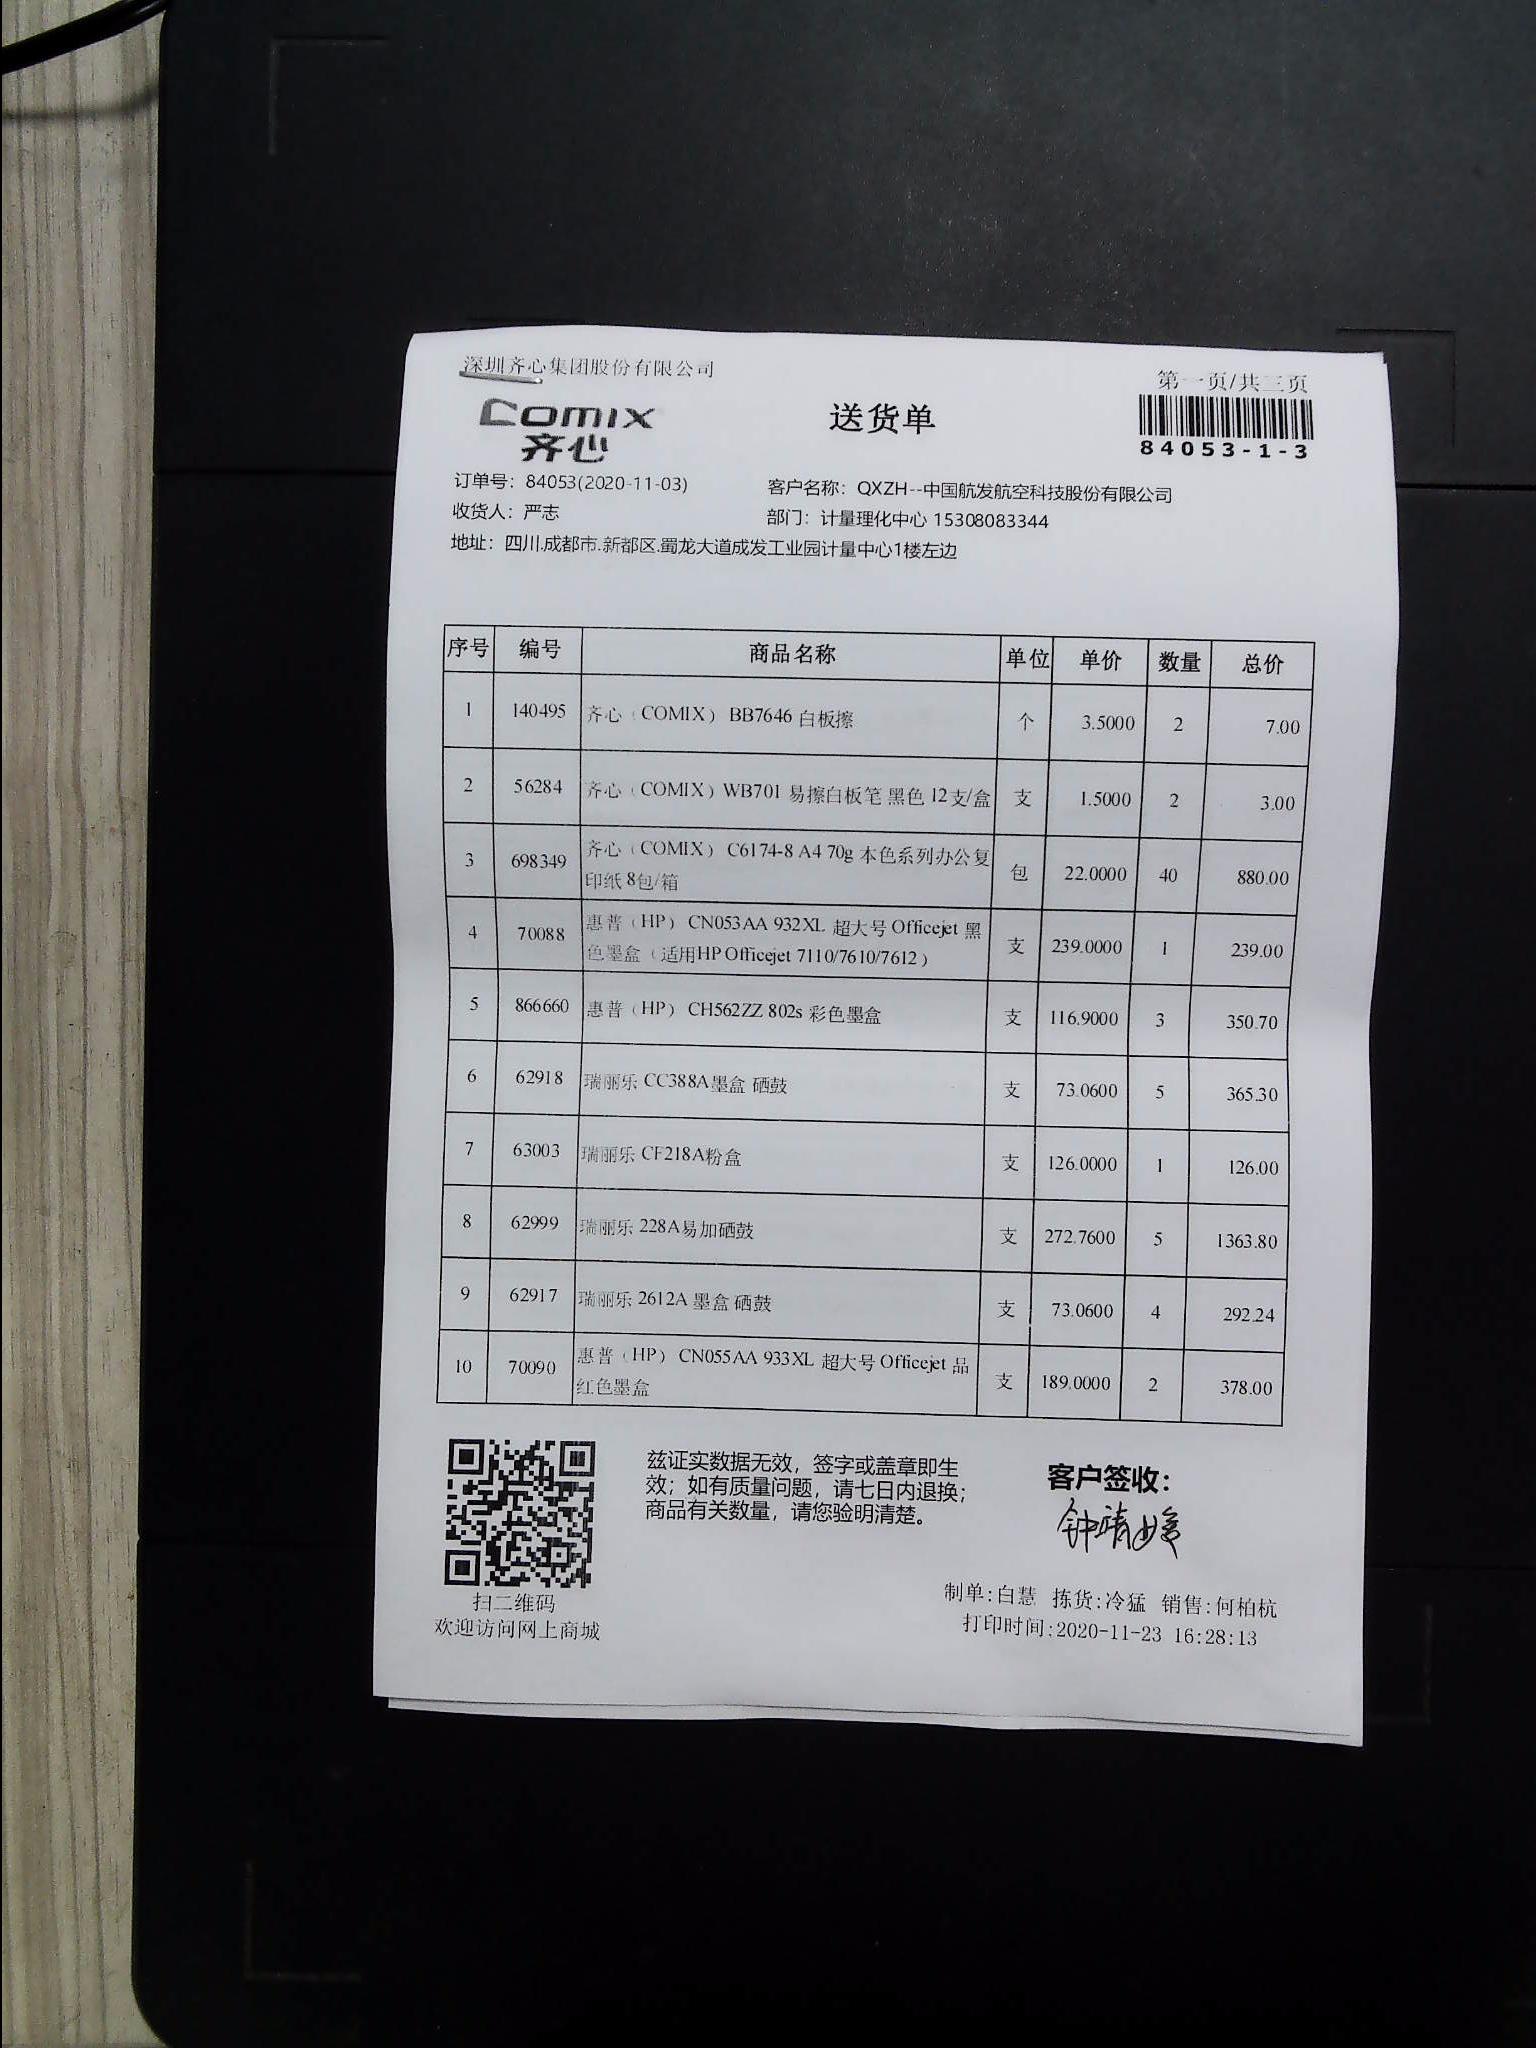 深圳齐心集团股份有限公司
第一页/共三页
COMIX
齐心
送货单
84053-1-3
订单号：84053(2020-11-03)
客户名称：QXZH--中国航发航空科技股份有限公司
收货人：严志
部门：计量理化中心 15308083344
地址：四川.成都市.新都区.蜀龙大道成发工业园计量中心1楼左边
序号 编号 商品名称 单位 单价 数量 总价
1 140495 齐心（COMIX） BB7646 白板擦 个 3.5000 2 7.00
2 56284 齐心（COMIX）WB701 易擦白板笔 黑色 12支/盒 支 1.5000 2 3.00
3 698349 齐心（COMIX） C6174-8 A4 70g 本色系列办公复 包 22.0000 40 880.00
印纸 8包/箱
4 70088 惠普（HP） CN053AA 932XL 超大号 Officejet 黑 支 239.0000 1 239.00
色墨盒（适用HP Officejet 7110/7610/7612）
5 866660 惠普（HP） CH562ZZ 802s 彩色墨盒 支 116.9000 3 350.70
6 62918 瑞丽乐 CC388A墨盒 硒鼓 支 73.0600 5 365.30
7 63003 瑞丽乐 CF218A粉盒 支 126.0000 1 126.00
8 62999 瑞丽乐 228A易加硒鼓 支 272.7600 5 1363.80
9 62917 瑞丽乐 2612A 墨盒 硒鼓 支 73.0600 4 292.24
10 70090 惠普（HP） CN055AA 933XL 超大号 Officejet 品 支 189.0000 2 378.00
红色墨盒
兹证实数据无效，签字或盖章即生
效；如有质量问题，请七日内退换；
商品有关数量，请您验明清楚。
客户签收：
扫二维码
欢迎访问网上商城
制单:白慧 拣货:冷猛 销售:何柏杭
打印时间:2020-11-23 16:28:13